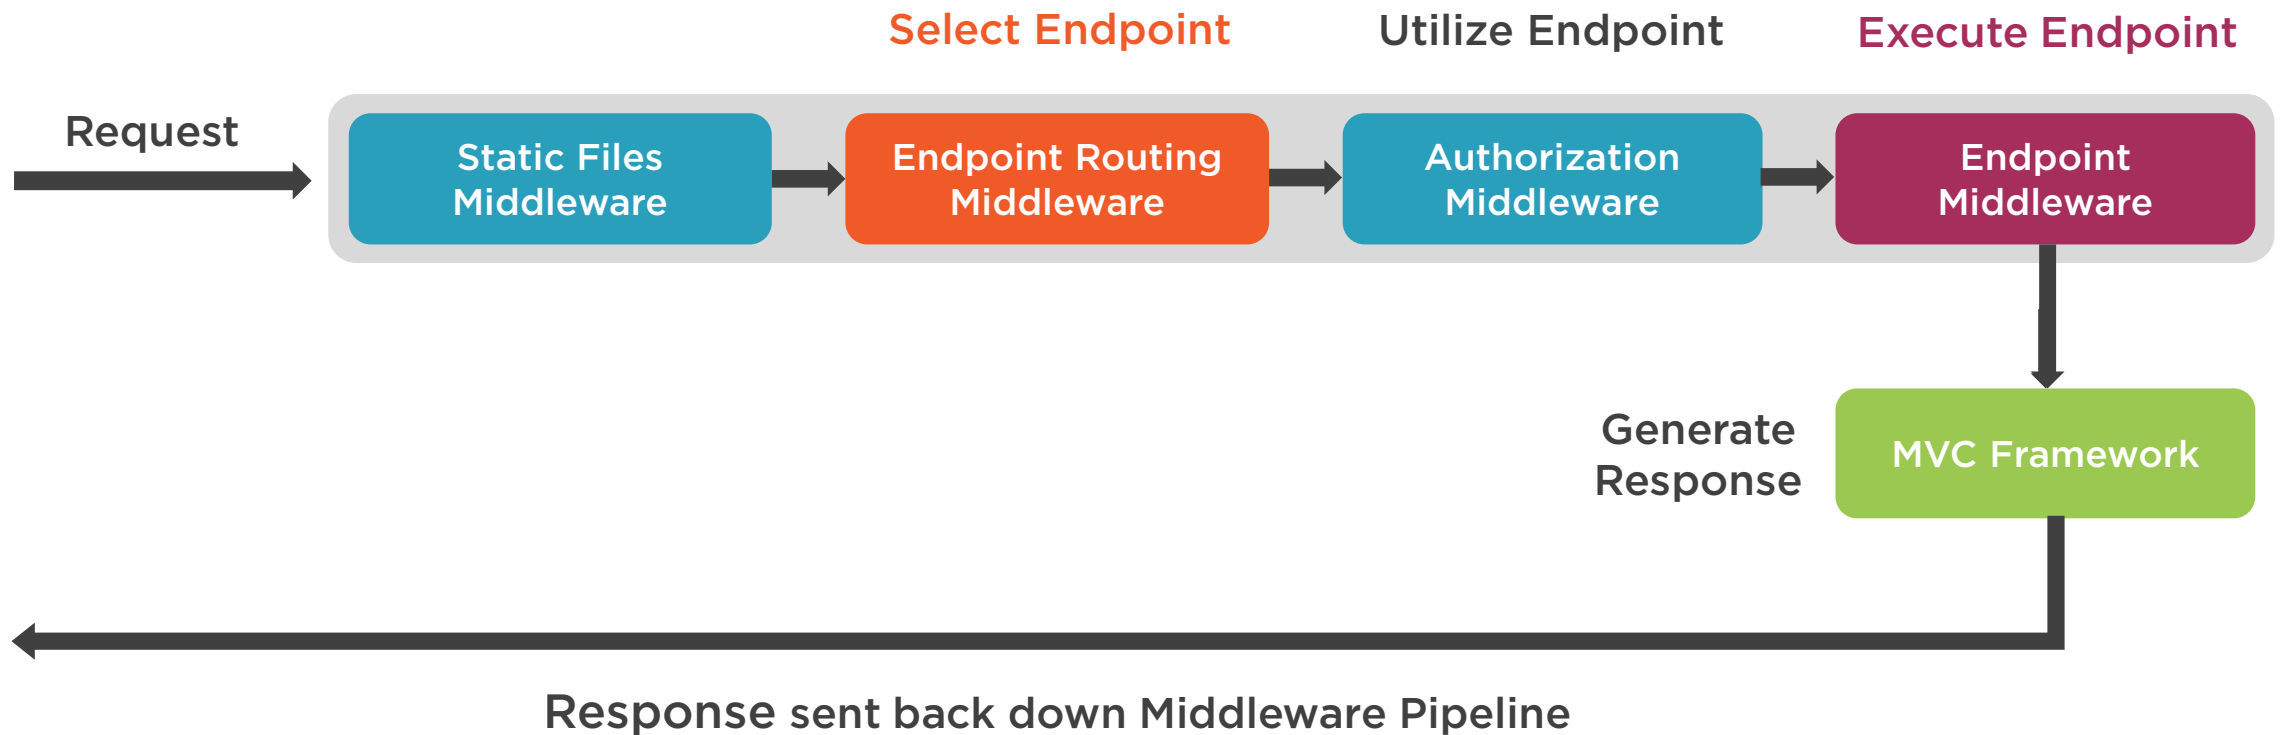 Select Endpoint
Utilize Endpoint
Execute Endpoint
Request
Static Files
Middleware
Endpoint Routing
Middleware
Authorization
Middleware
Endpoint
Middleware
Generate
Response
MVC Framework
Response sent back down Middleware Pipeline